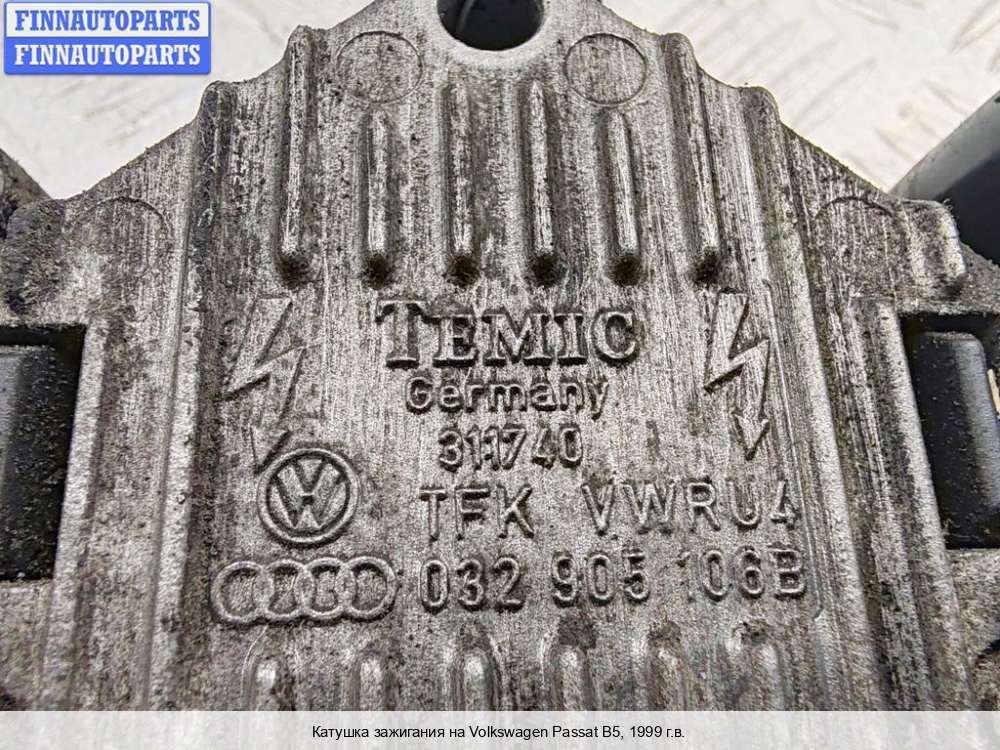 FINNAUTOPARTS
FINNAUTOPARTS
TEMIC
Germany
311740
TFK VWRU4
032 905 106B
Катушка зажигания на Volkswagen Passat B5, 1999 г.в.